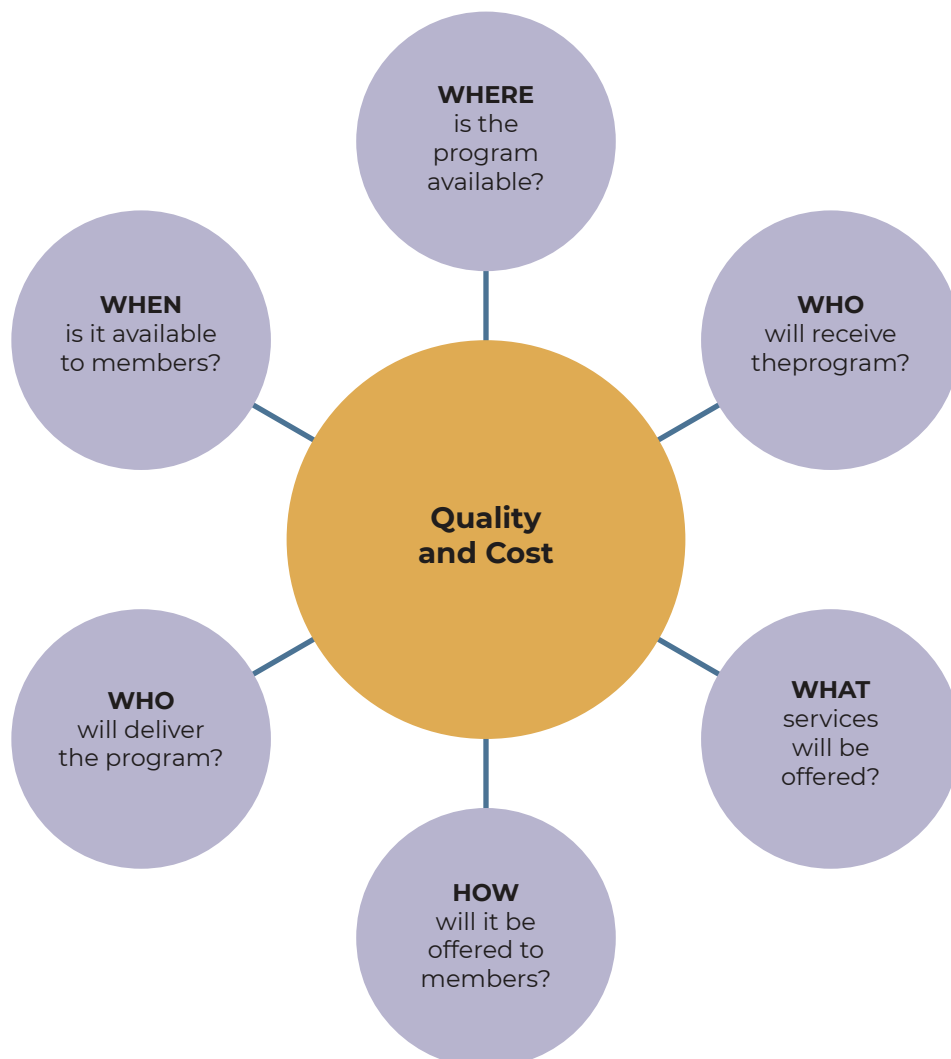 WHERE
is the
program
available?
WHO
will receive
theprogram?
WHAT
services
will be
offered?
HOW
will it be
offered to
members?
WHO
will deliver
the program?
WHEN
is it available
to members?
Quality
and Cost